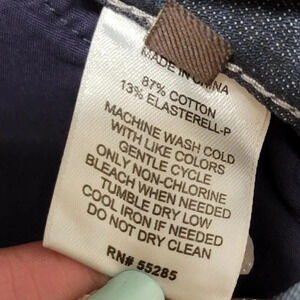 MADE IN CHINA
87% COTTON
13% ELASTERELL-P
MACHINE WASH COLD
WITH LIKE COLORS
GENTLE CYCLE
ONLY NON-CHLORINE
BLEACH WHEN NEEDED
TUMBLE DRY LOW
COOL IRON IF NEEDED
DO NOT DRY CLEAN
RN# 55285